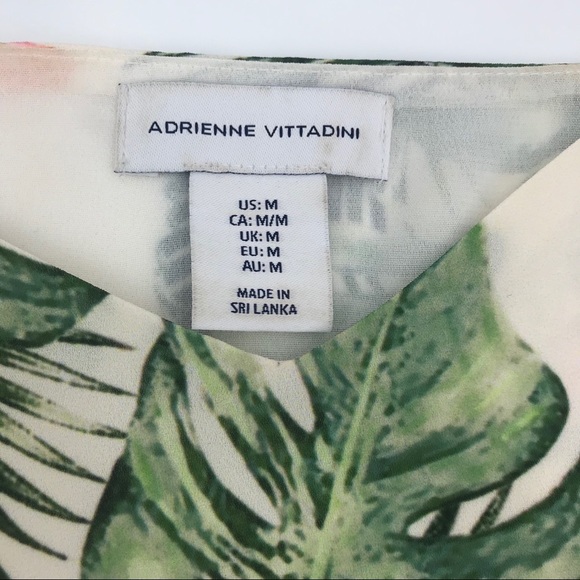 ADRIENNE VITTADINI
US: M
CA: M/M
UK: M
EU: M
AU: M
MADE IN
SRI LANKA